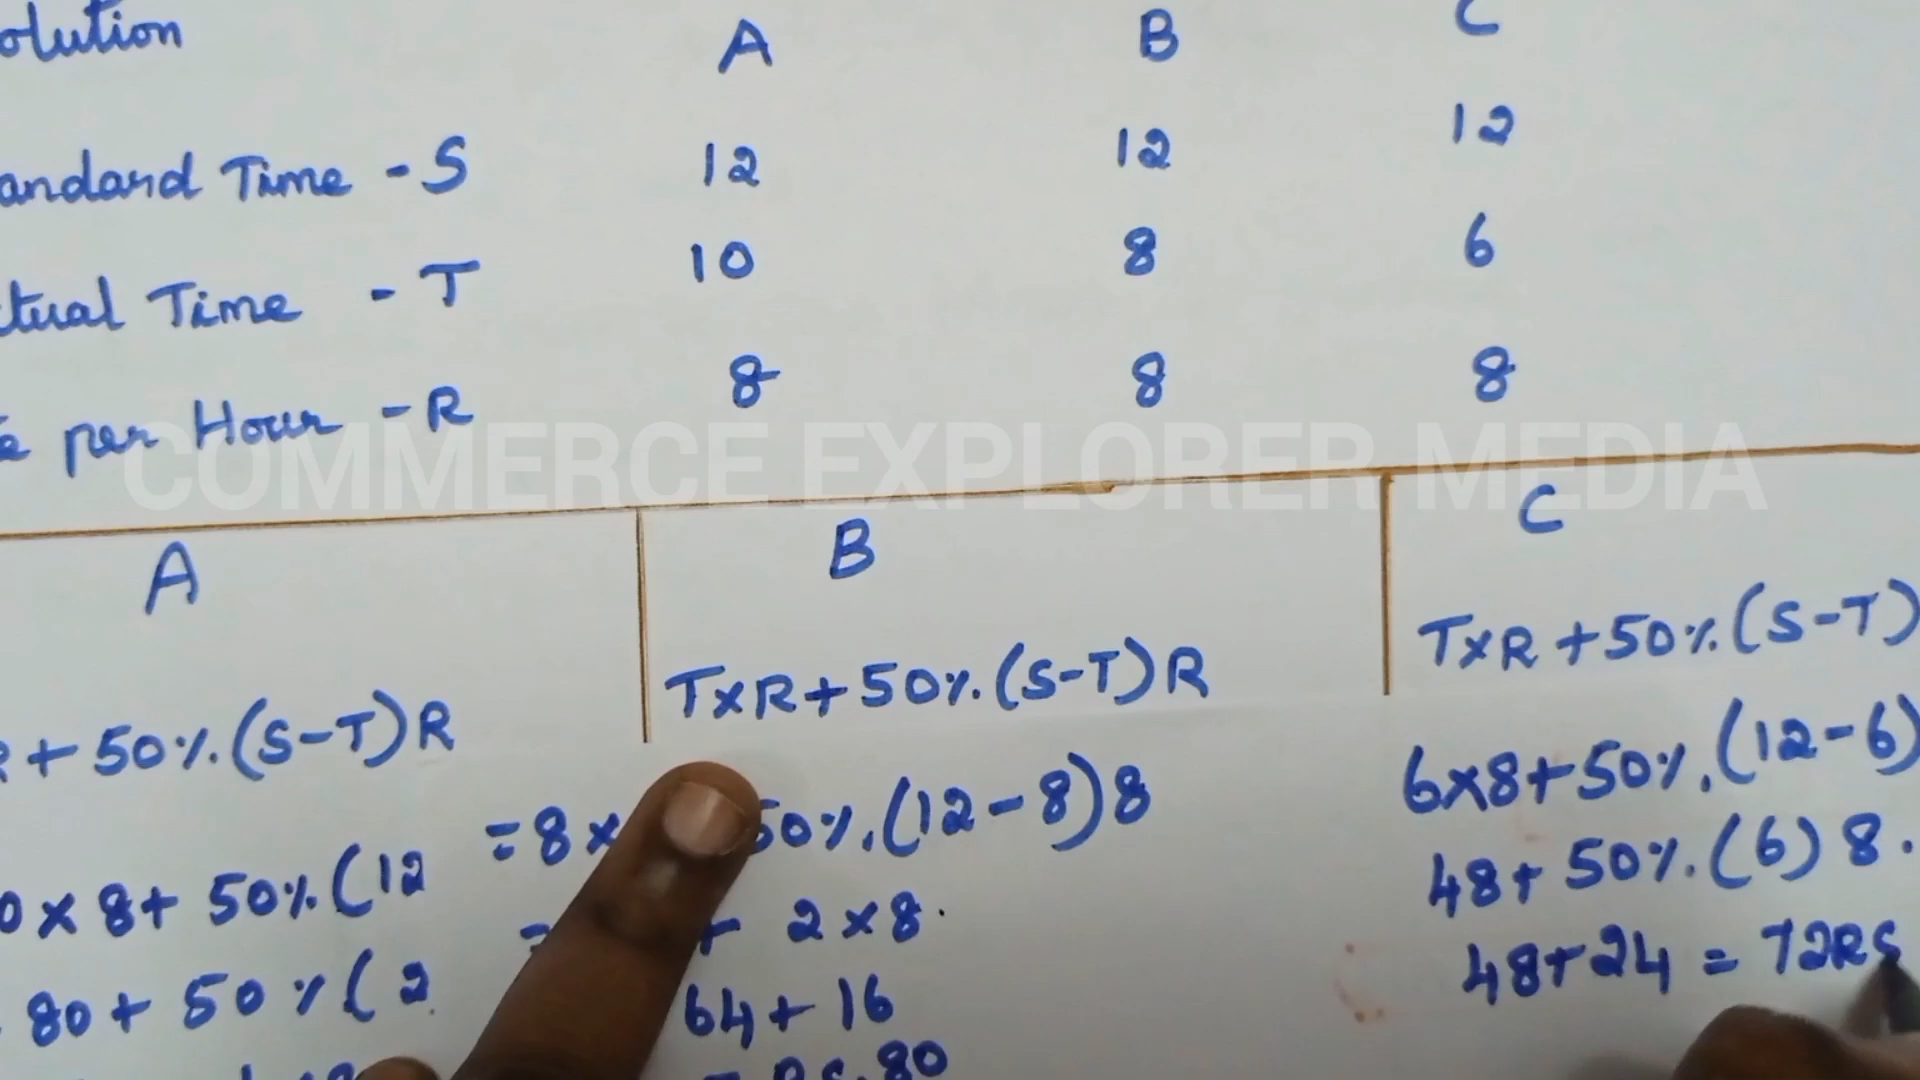 olution A B C
andard Time - S 12 12 12
tual Time - T 10 8 6
per Hour - R 8 8 8
COMMERCE EXPLORER MEDIA
A B C
+ 50%.(S-T)R TxR+50%.(S-T)R TxR+50%.(S-T)
0x8+ 50%.(12 =8x 50%.(12-8)8 6x8+50%.(12-6)
80+ 50%(2 = + 2x8. 48+ 50%.(6)8.
64+16 48+24 = 72RS
= Rs.80